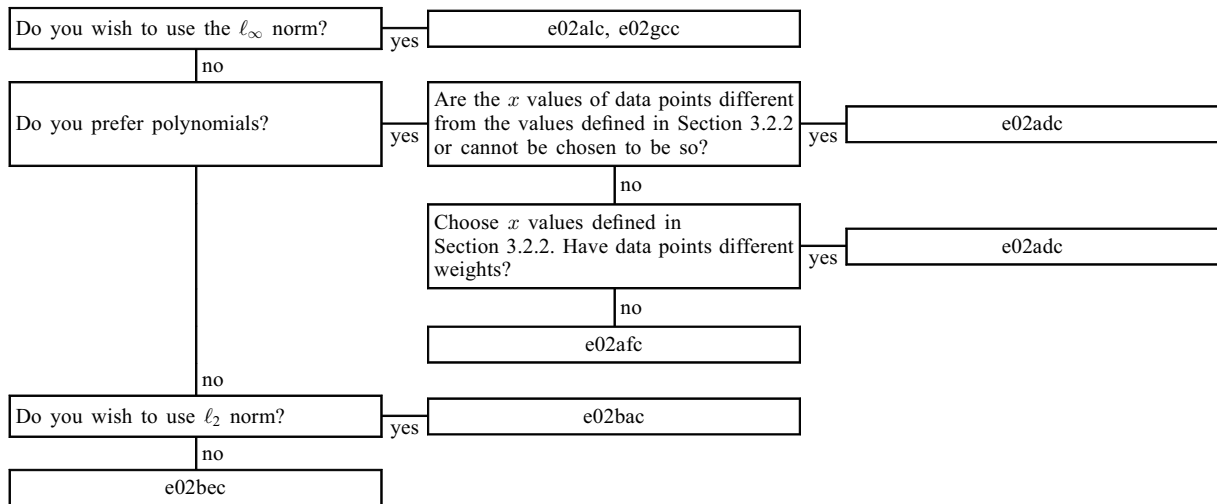 Do you wish to use the ℓ∞ norm?
yes
e02alc, e02gcc
no
Do you prefer polynomials?
yes
Are the x values of data points different
from the values defined in Section 3.2.2
or cannot be chosen to be so?
yes
e02adc
no
Choose x values defined in
Section 3.2.2. Have data points different
weights?
yes
e02adc
no
e02afc
no
Do you wish to use ℓ2 norm?
yes
e02bac
no
e02bec